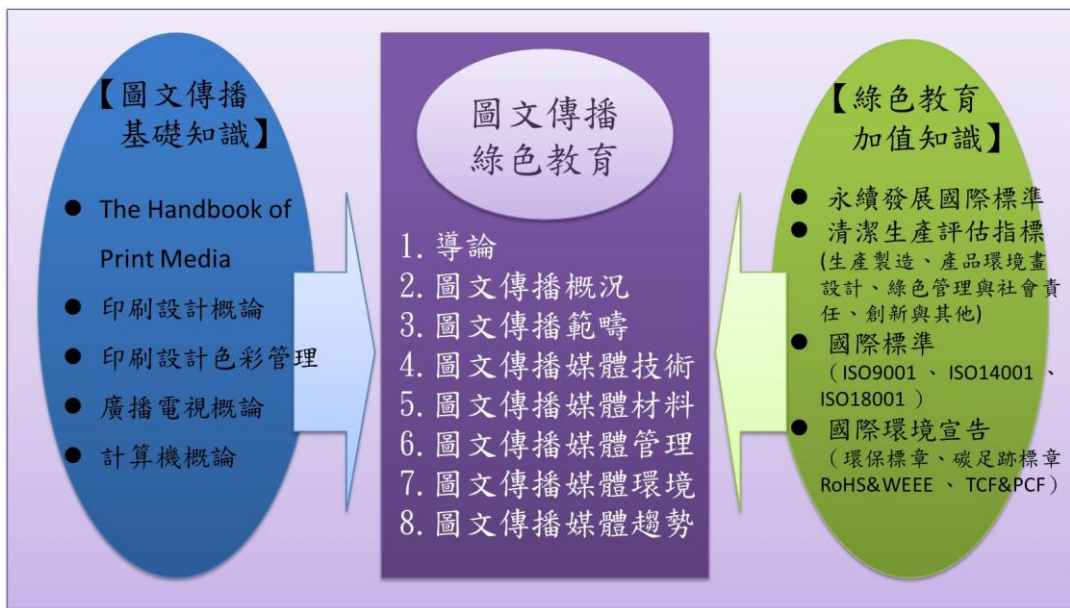 【圖文傳播
基礎知識】
● The Handbook of
Print Media
● 印刷設計概論
● 印刷設計色彩管理
● 廣播電視概論
● 計算機概論
圖文傳播
綠色教育
1. 導論
2. 圖文傳播概況
3. 圖文傳播範疇
4. 圖文傳播媒體技術
5. 圖文傳播媒體材料
6. 圖文傳播媒體管理
7. 圖文傳播媒體環境
8. 圖文傳播媒體趨勢
【綠色教育
加值知識】
● 永續發展國際標準
● 清潔生產評估指標
(生產製造、產品環境畫
設計、綠色管理與社會責
任、創新與其他)
● 國際標準
（ISO9001 、 ISO14001 、
ISO18001 ）
● 國際環境宣告
（環保標章、碳足跡標章
RoHS&WEEE 、 TCF&PCF）